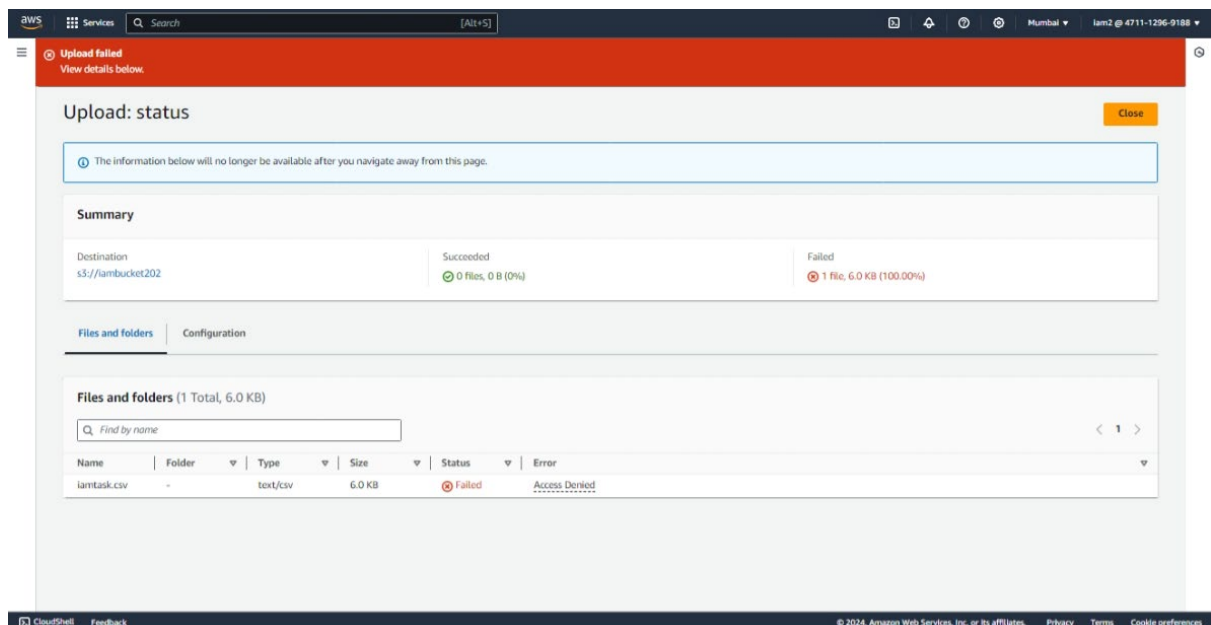 aws
Services
Search
[Alt+S]
Mumbai
iam2 @ 4711-1296-9188
Upload failed
View details below.
Upload: status
Close
The information below will no longer be available after you navigate away from this page.
Summary
Destination
s3://iambucket202
Succeeded
0 files, 0 B (0%)
Failed
1 file, 6.0 KB (100.00%)
Files and folders
Configuration
Files and folders (1 Total, 6.0 KB)
Find by name
< 1 >
Name Folder Type Size Status Error
iamtask.csv - text/csv 6.0 KB Failed Access Denied
CloudShell Feedback © 2024, Amazon Web Services, Inc. or its affiliates. Privacy Terms Cookie preferences